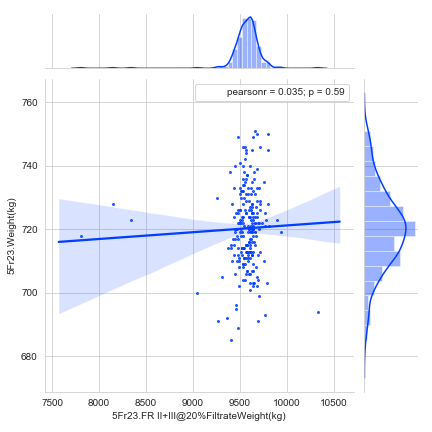 pearsonr = 0.035; p = 0.59
760
740
720
700
680
5Fr23.Weight(kg)
7500 8000 8500 9000 9500 10000 10500
5Fr23.FR II+III@20%FiltrateWeight(kg)